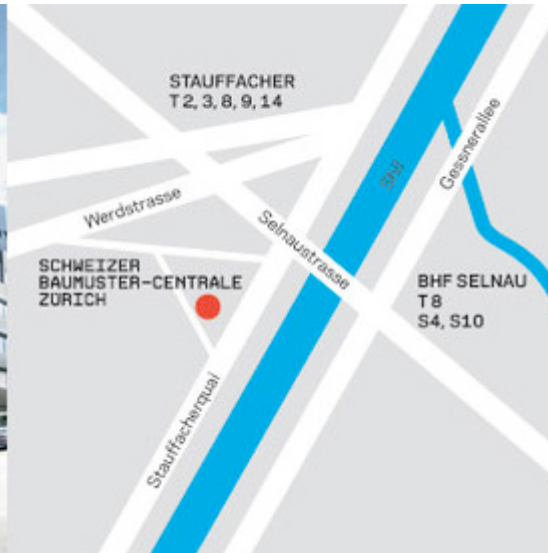 STAUFFACHER
T 2, 3, 8, 9, 14
Sihl
Gessnerallee
Werdstrasse
Selnaustrasse
SCHWEIZER
BAUMUSTER-CENTRALE
ZÜRICH
BHF SELNAU
T 8
S4, S10
Stauffacherquai